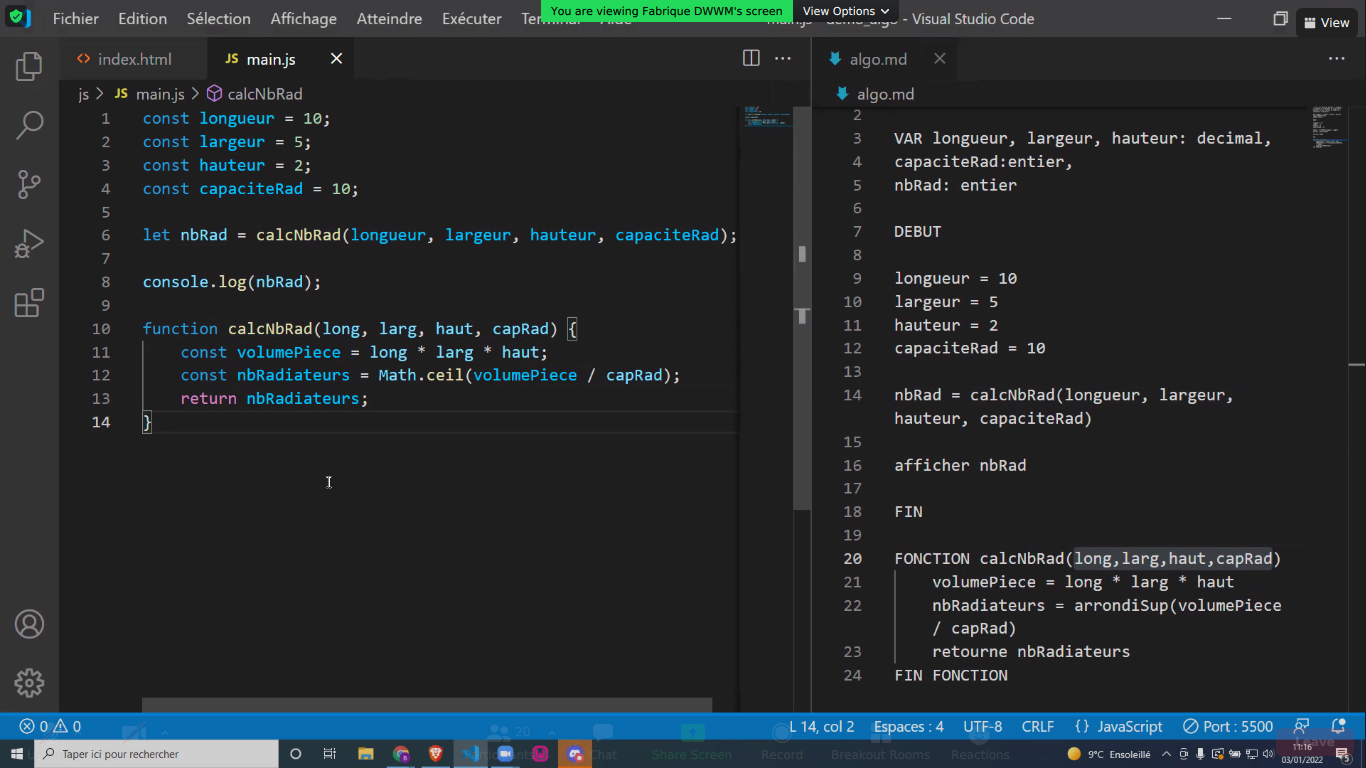 You are viewing Fabrique DWWM's screen
View Options
Fichier Edition Sélection Affichage Atteindre Exécuter Terminal Aide
- Visual Studio Code
View
<> index.html
JS main.js
algo.md
js > JS main.js > calcNbRad
algo.md
1 const longueur = 10;
2 const largeur = 5;
3 const hauteur = 2;
4 const capaciteRad = 10;
5
6 let nbRad = calcNbRad(longueur, largeur, hauteur, capaciteRad);
7
8 console.log(nbRad);
9
10 function calcNbRad(long, larg, haut, capRad) {
11 const volumePiece = long * larg * haut;
12 const nbRadiateurs = Math.ceil(volumePiece / capRad);
13 return nbRadiateurs;
14 }
2
3 VAR longueur, largeur, hauteur: decimal,
4 capaciteRad:entier,
5 nbRad: entier
6
7 DEBUT
8
9 longueur = 10
10 largeur = 5
11 hauteur = 2
12 capaciteRad = 10
13
14 nbRad = calcNbRad(longueur, largeur,
hauteur, capaciteRad)
15
16 afficher nbRad
17
18 FIN
19
20 FONCTION calcNbRad(long,larg,haut,capRad)
21 volumePiece = long * larg * haut
22 nbRadiateurs = arrondiSup(volumePiece
/ capRad)
23 retourne nbRadiateurs
24 FIN FONCTION
0 0
L 14, col 2 Espaces : 4 UTF-8 CRLF {} JavaScript Port : 5500
Taper ici pour rechercher
20
Chat
Share Screen
Record
Breakout Rooms
Reactions
Leave
9°C Ensoleillé
11:16
03/01/2022
5